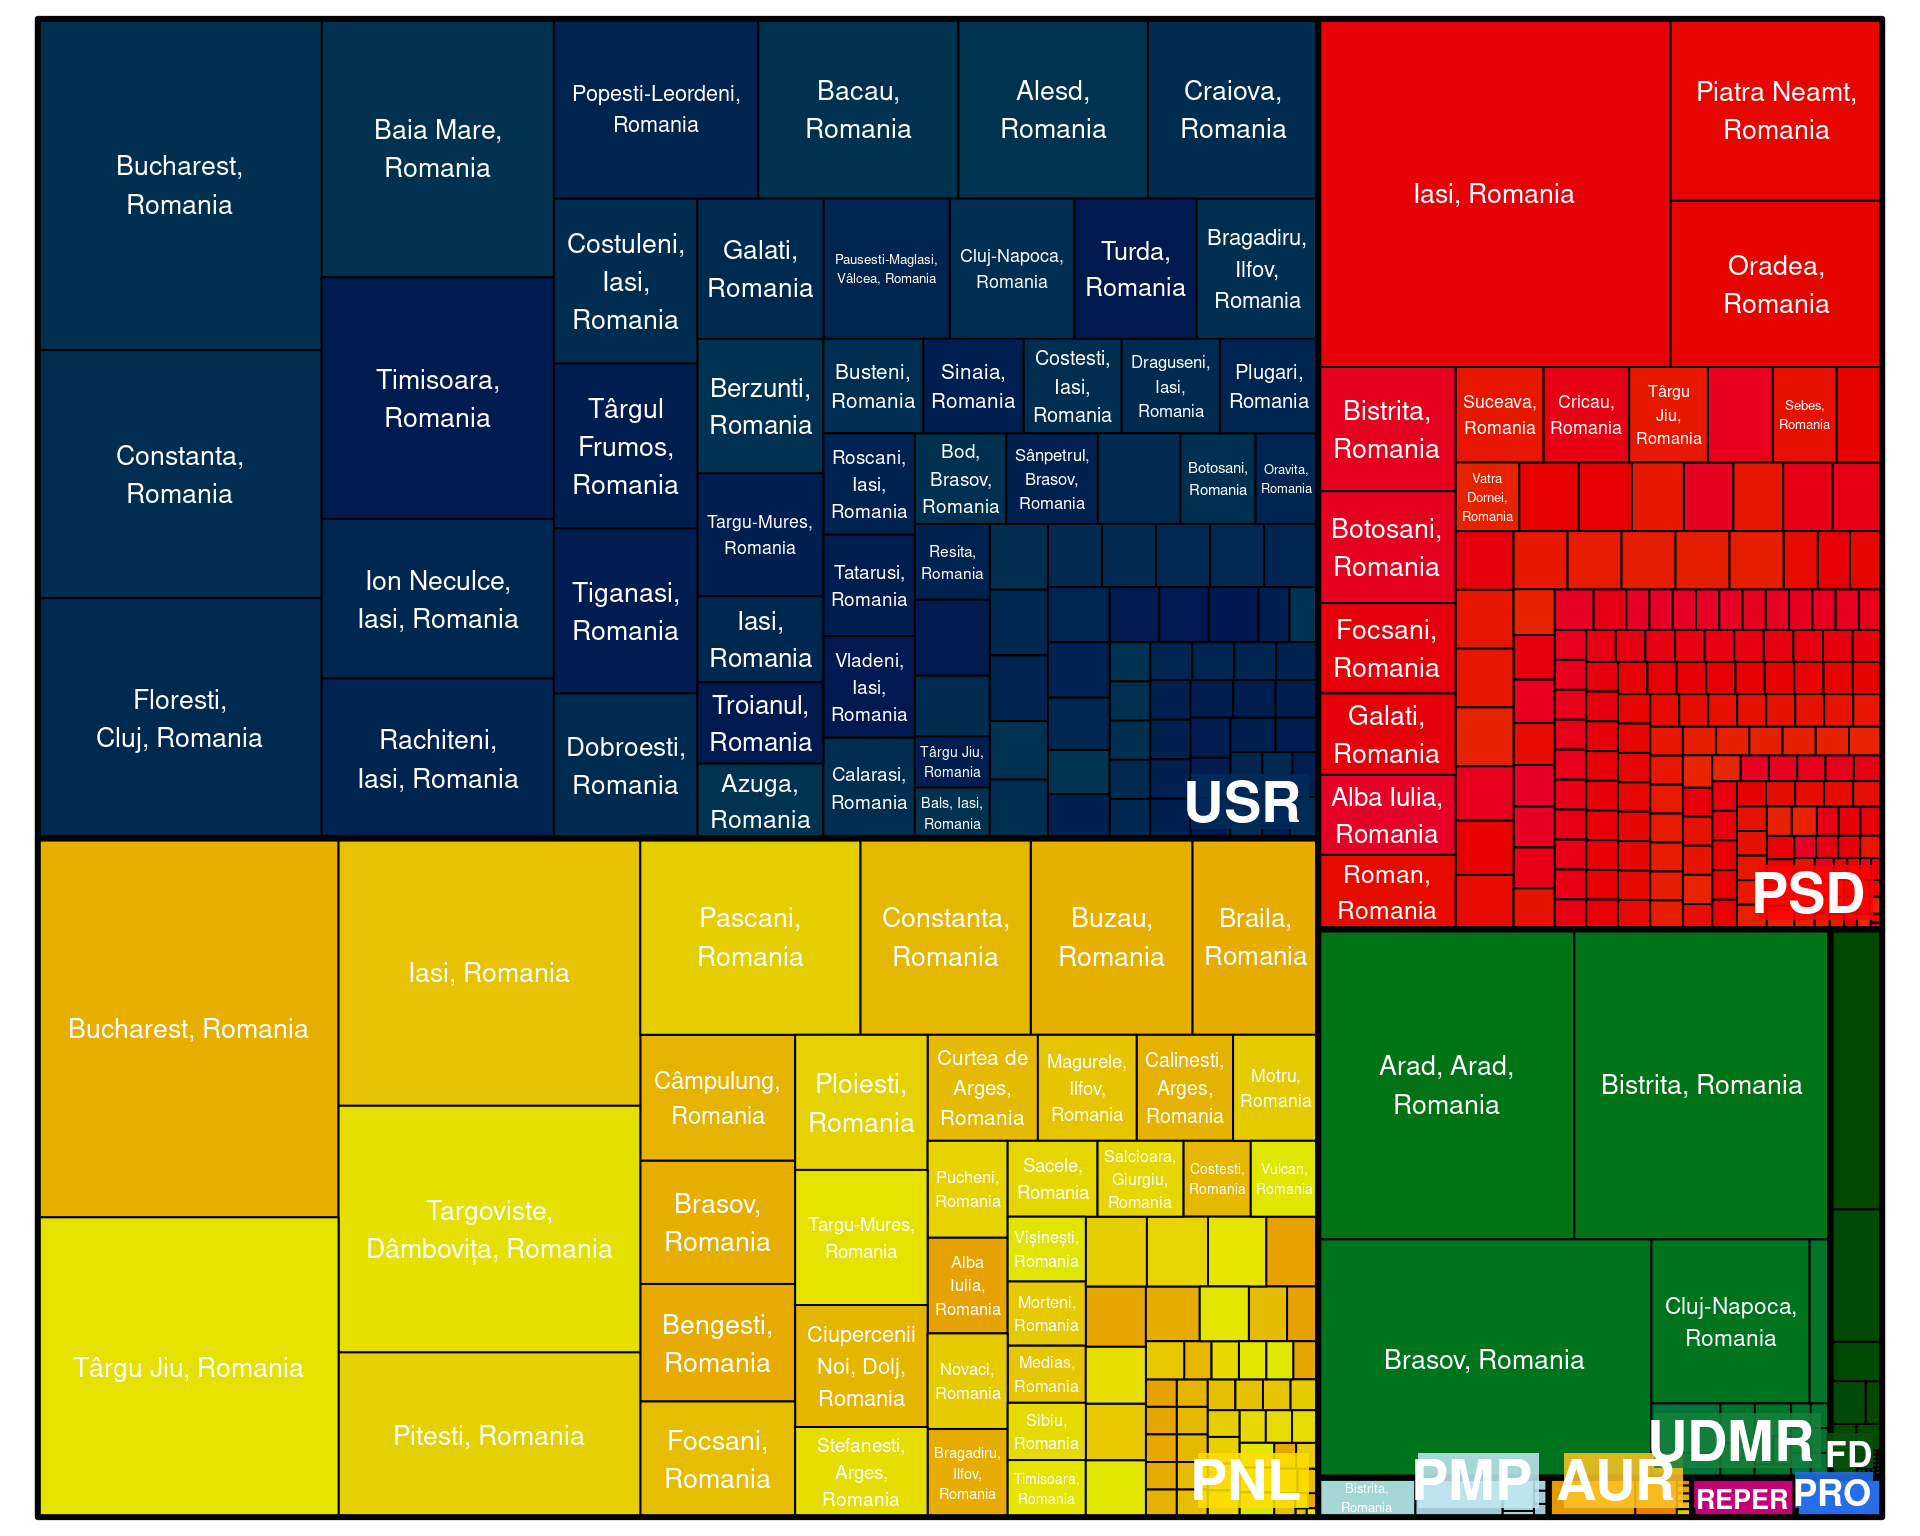 Bucharest,
Romania
Constanta,
Romania
Floresti,
Cluj, Romania
Baia Mare,
Romania
Timisoara,
Romania
Ion Neculce,
Iasi, Romania
Rachiteni,
Iasi, Romania
Popesti-Leordeni,
Romania
Bacau,
Romania
Alesd,
Romania
Craiova,
Romania
Costuleni,
Iasi,
Romania
Târgul
Frumos,
Romania
Tiganasi,
Romania
Dobroesti,
Romania
Galati,
Romania
Berzunti,
Romania
Targu-Mures,
Romania
Iasi,
Romania
Troianul,
Romania
Azuga,
Romania
Pausesti-Maglasi,
Vâlcea, Romania
Cluj-Napoca,
Romania
Turda,
Romania
Bragadiru,
Ilfov,
Romania
Busteni,
Romania
Sinaia,
Romania
Costesti,
Iasi,
Romania
Draguseni,
Iasi,
Romania
Plugari,
Romania
Roscani,
Iasi,
Romania
Tatarusi,
Romania
Vladeni,
Iasi,
Romania
Calarasi,
Romania
Bod,
Brasov,
Romania
Sânpetrul,
Brasov,
Romania
Botosani,
Romania
Oravita,
Romania
Resita,
Romania
Târgu Jiu,
Romania
Bals, Iasi,
Romania
USR
Iasi, Romania
Piatra Neamt,
Romania
Oradea,
Romania
Bistrita,
Romania
Botosani,
Romania
Focsani,
Romania
Galati,
Romania
Alba Iulia,
Romania
Roman,
Romania
Suceava,
Romania
Cricau,
Romania
Târgu
Jiu,
Romania
Sebes,
Romania
Vatra
Dornei,
Romania
PSD
Bucharest, Romania
Târgu Jiu, Romania
Iasi, Romania
Targoviste,
Dâmbovița, Romania
Pitesti, Romania
Pascani,
Romania
Constanta,
Romania
Buzau,
Romania
Braila,
Romania
Câmpulung,
Romania
Brasov,
Romania
Bengesti,
Romania
Focsani,
Romania
Ploiesti,
Romania
Targu-Mures,
Romania
Ciupercenii
Noi, Dolj,
Romania
Stefanesti,
Arges,
Romania
Curtea de
Arges,
Romania
Magurele,
Ilfov,
Romania
Calinesti,
Arges,
Romania
Motru,
Romania
Pucheni,
Romania
Alba
Iulia,
Romania
Novaci,
Romania
Bragadiru,
Ilfov,
Romania
Sacele,
Romania
Salcioara,
Giurgiu,
Romania
Costesti,
Romania
Vulcan,
Romania
Vișinești,
Romania
Morteni,
Romania
Medias,
Romania
Sibiu,
Romania
Timisoara,
Romania
PNL
Arad, Arad,
Romania
Bistrita, Romania
Brasov, Romania
Cluj-Napoca,
Romania
UDMR
FD
Bistrita,
Romania
PMP
AUR
REPER
PRO